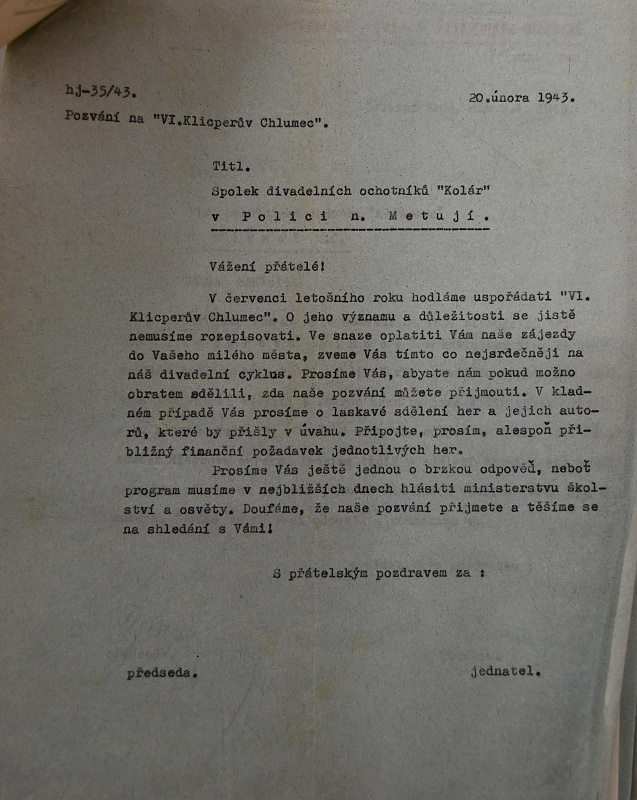 hj-35/43.
20.února 1943.
Pozvání na "VI.Klicperův Chlumec".
Titl.
Spolek divadelních ochotníků "Kolár"
v Polici n. Metují.
Vážení přátelé!
V červenci letošního roku hodláme uspořádati "VI.
Klicperův Chlumec". O jeho významu a důležitosti se jistě
nemusíme rozepisovati. Ve snaze oplatiti Vám naše zájezdy
do Vašeho milého města, zveme Vás tímto co nejsrdečněji na
náš divadelní cyklus. Prosíme Vás, abyste nám pokud možno
obratem sdělili, zda naše pozvání můžete přijmouti. V klad-
ném případě Vás prosíme o laskavé sdělení her a jejich auto-
rů, které by přišly v úvahu. Připojte, prosím, alespoň při-
bližný finanční požadavek jednotlivých her.
Prosíme Vás ještě jednou o brzkou odpověď, neboť
program musíme v nejbližších dnech hlásiti ministerstvu škol-
ství a osvěty. Doufáme, že naše pozvání přijmete a těšíme se
na shledání s Vámi!
S přátelským pozdravem za :
předseda.
jednatel.